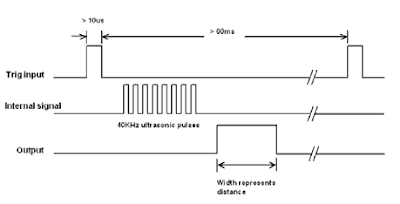 > 10us
> 60ms
Trig input
Internal signal
40KHz ultrasonic pulses
Output
Width represents
distance